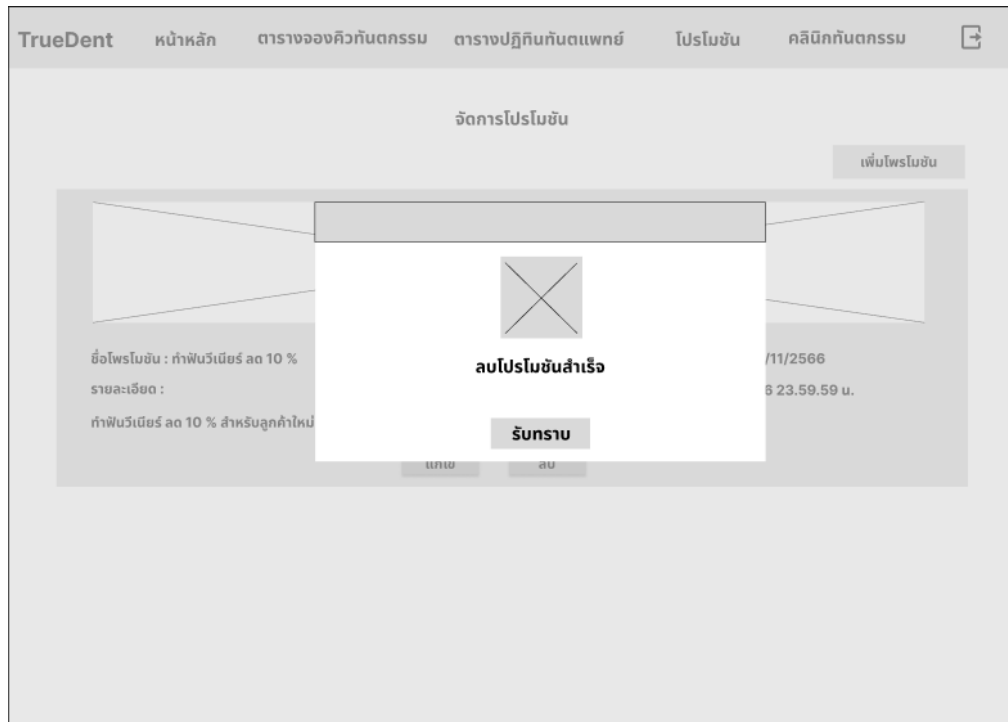 TrueDent หน้าหลัก ตารางจองคิวทันตกรรม ตารางปฏิทินทันตแพทย์ โปรโมชัน คลินิกทันตกรรม
จัดการโปรโมชัน
เพิ่มโพรโมชัน
ชื่อโพรโมชัน : ทำฟันวีเนียร์ ลด 10 %
/11/2566
รายละเอียด :
6 23.59.59 น.
ทำฟันวีเนียร์ ลด 10 % สำหรับลูกค้าใหม่
ลบโปรโมชันสำเร็จ
รับทราบ
แก้ไข ลบ